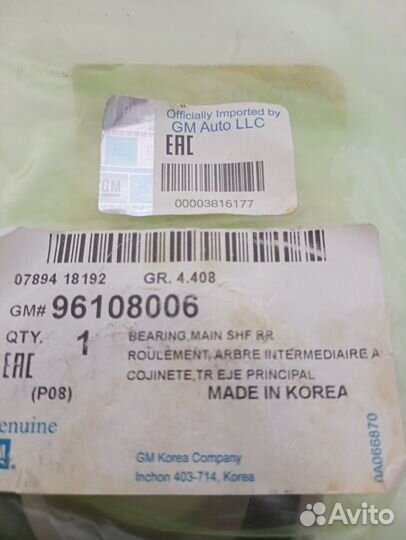 Officially Imported by
GM Auto LLC
EAC
GM
00003816177
07894 18192 GR. 4.408
GM# 96108006
QTY. 1 BEARING,MAIN SHF RR
ROULEMENT, ARBRE INTERMEDIAIRE A
EAC COJINETE,TR EJE PRINCIPAL
(P08) MADE IN KOREA
enuine
GM Korea Company
Inchon 403-714, Korea
AA066870
Avito